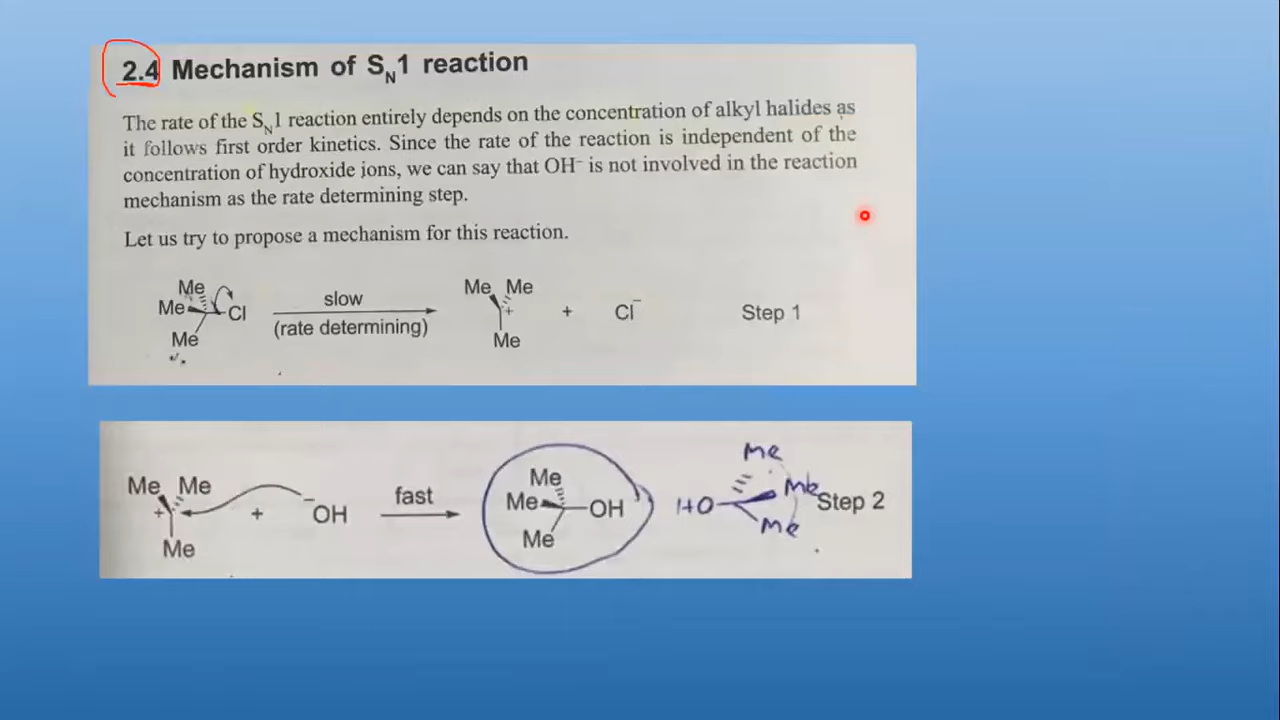 2.4 Mechanism of SN1 reaction
The rate of the SN1 reaction entirely depends on the concentration of alkyl halides as
it follows first order kinetics. Since the rate of the reaction is independent of the
concentration of hydroxide ions, we can say that OH⁻ is not involved in the reaction
mechanism as the rate determining step.
Let us try to propose a mechanism for this reaction.
Me
Me Cl
Me
slow
(rate determining)
Me Me
+
Me
+ Cl⁻ Step 1
Me Me
+
Me
+ ⁻OH
fast
Me
Me OH
Me
Me
HO Me
Me
Step 2